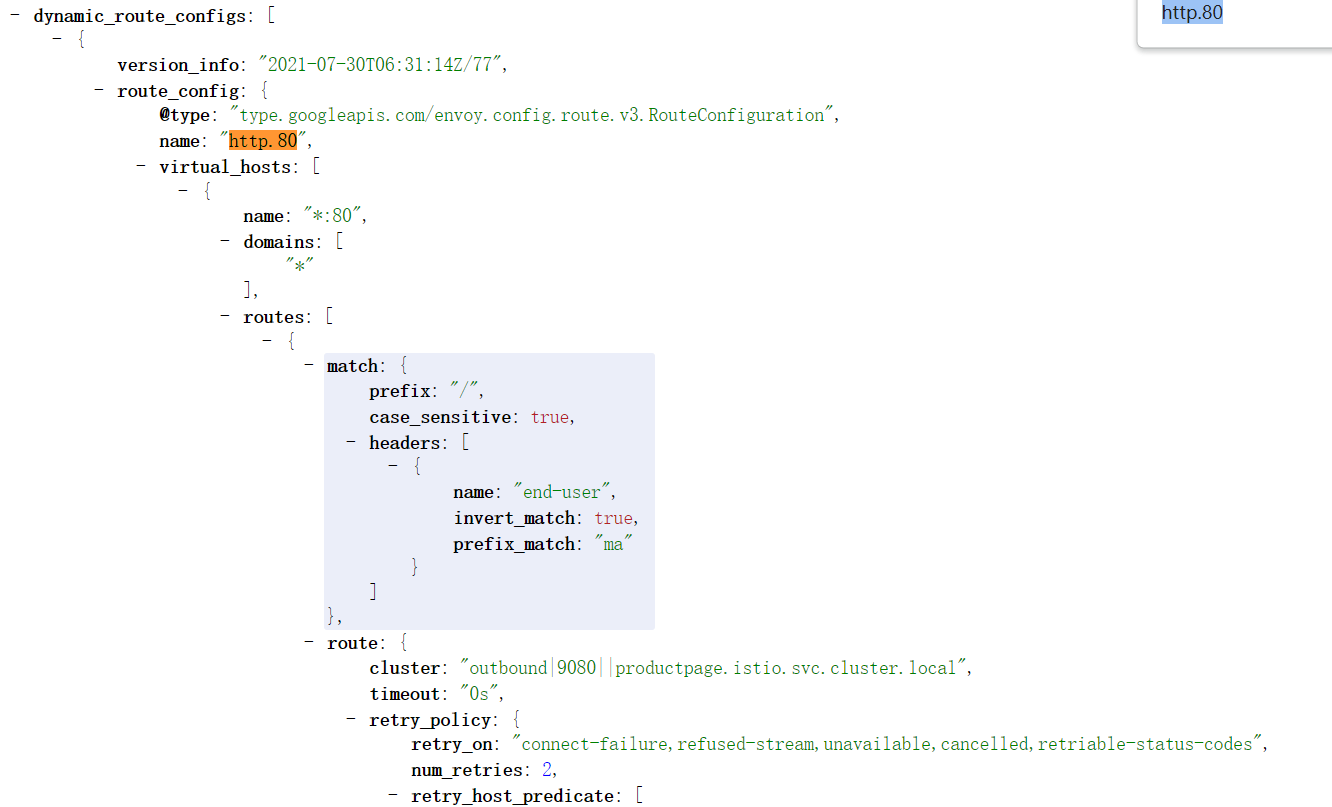 - dynamic_route_configs: [
http.80
- {
version_info: "2021-07-30T06:31:14Z/77",
- route_config: {
@type: "type.googleapis.com/envoy.config.route.v3.RouteConfiguration",
name: "http.80",
- virtual_hosts: [
- {
name: "*:80",
- domains: [
"*"
],
- routes: [
- {
- match: {
prefix: "/",
case_sensitive: true,
- headers: [
- {
name: "end-user",
invert_match: true,
prefix_match: "ma"
}
]
},
- route: {
cluster: "outbound|9080||productpage.istio.svc.cluster.local",
timeout: "0s",
- retry_policy: {
retry_on: "connect-failure,refused-stream,unavailable,cancelled,retriable-status-codes",
num_retries: 2,
- retry_host_predicate: [